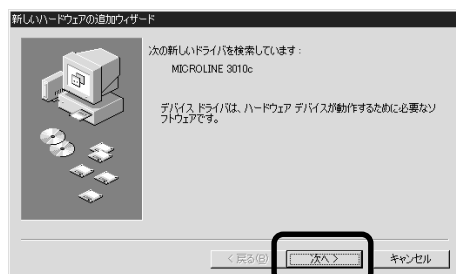 新しいハードウェアの追加ウィザード
次の新しいドライバを検索しています：
MICROLINE 3010c
デバイス ドライバは、ハードウェア デバイスが動作するために必要なソ
フトウェアです。
< 戻る(B)
次へ >
キャンセル